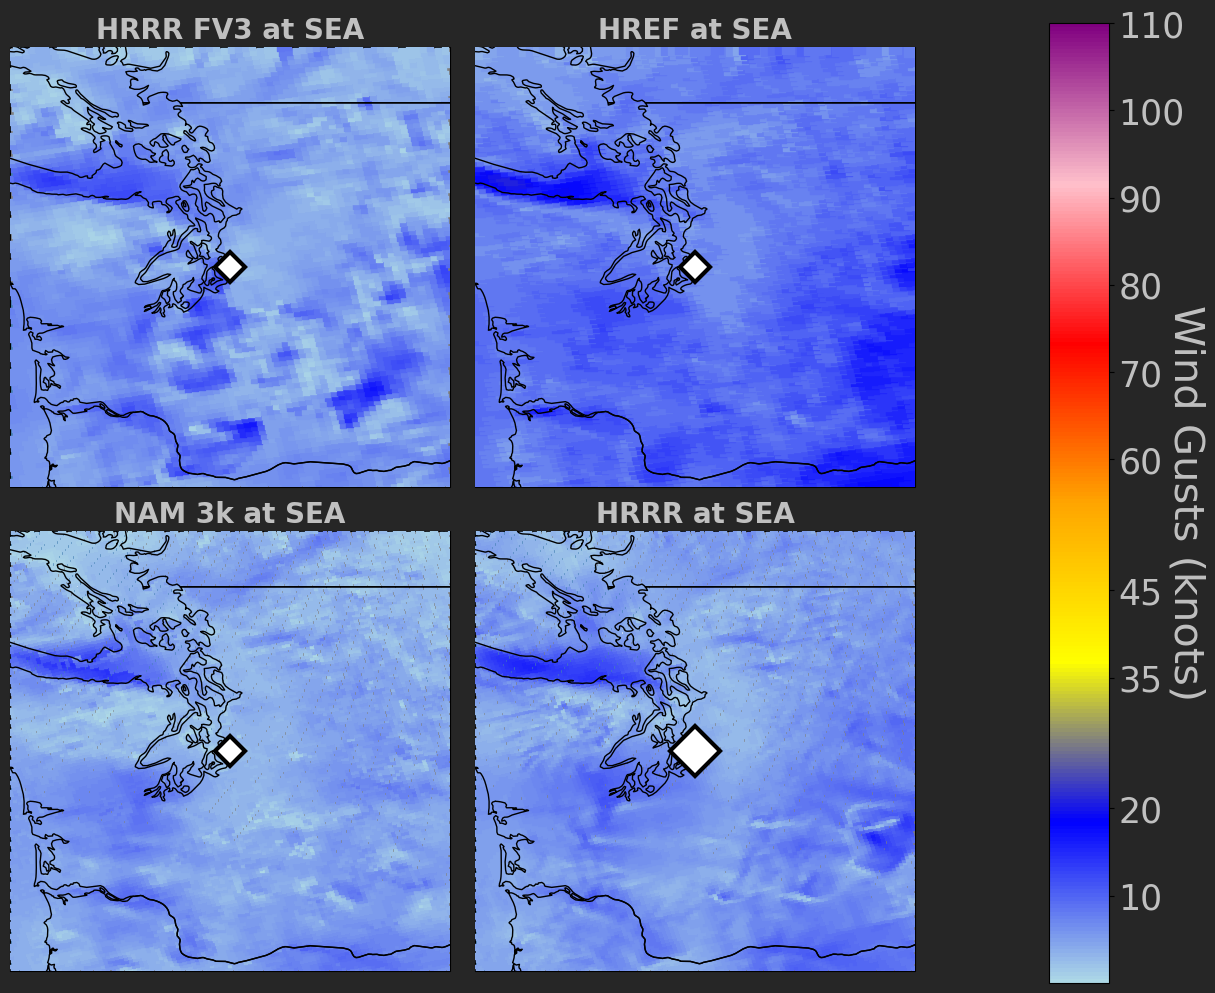 HRRR FV3 at SEA
HREF at SEA
NAM 3k at SEA
HRRR at SEA
110
100
90
80
70
60
45
35
20
10
Wind Gusts (knots)